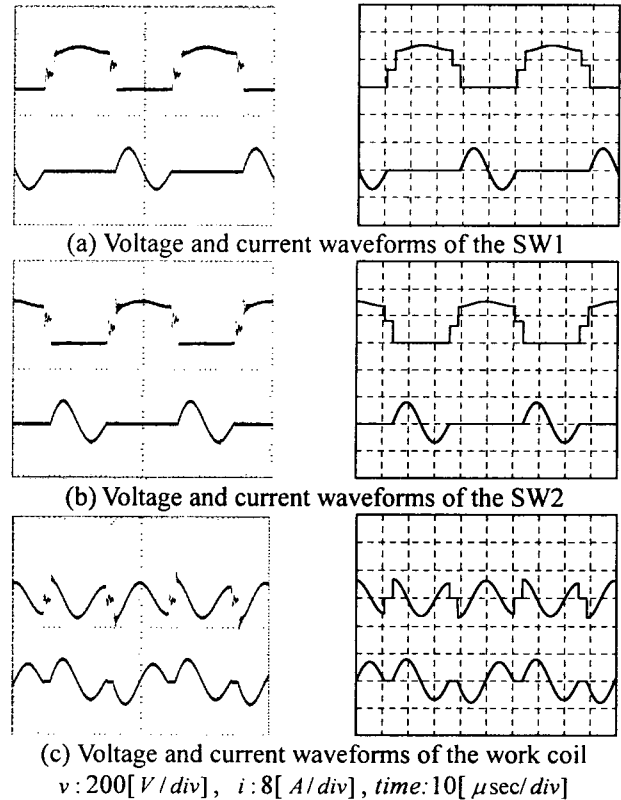 (a) Voltage and current waveforms of the SW1
(b) Voltage and current waveforms of the SW2
(c) Voltage and current waveforms of the work coil
v:200[V/div], i:8[A/div], time:10[μsec/div]